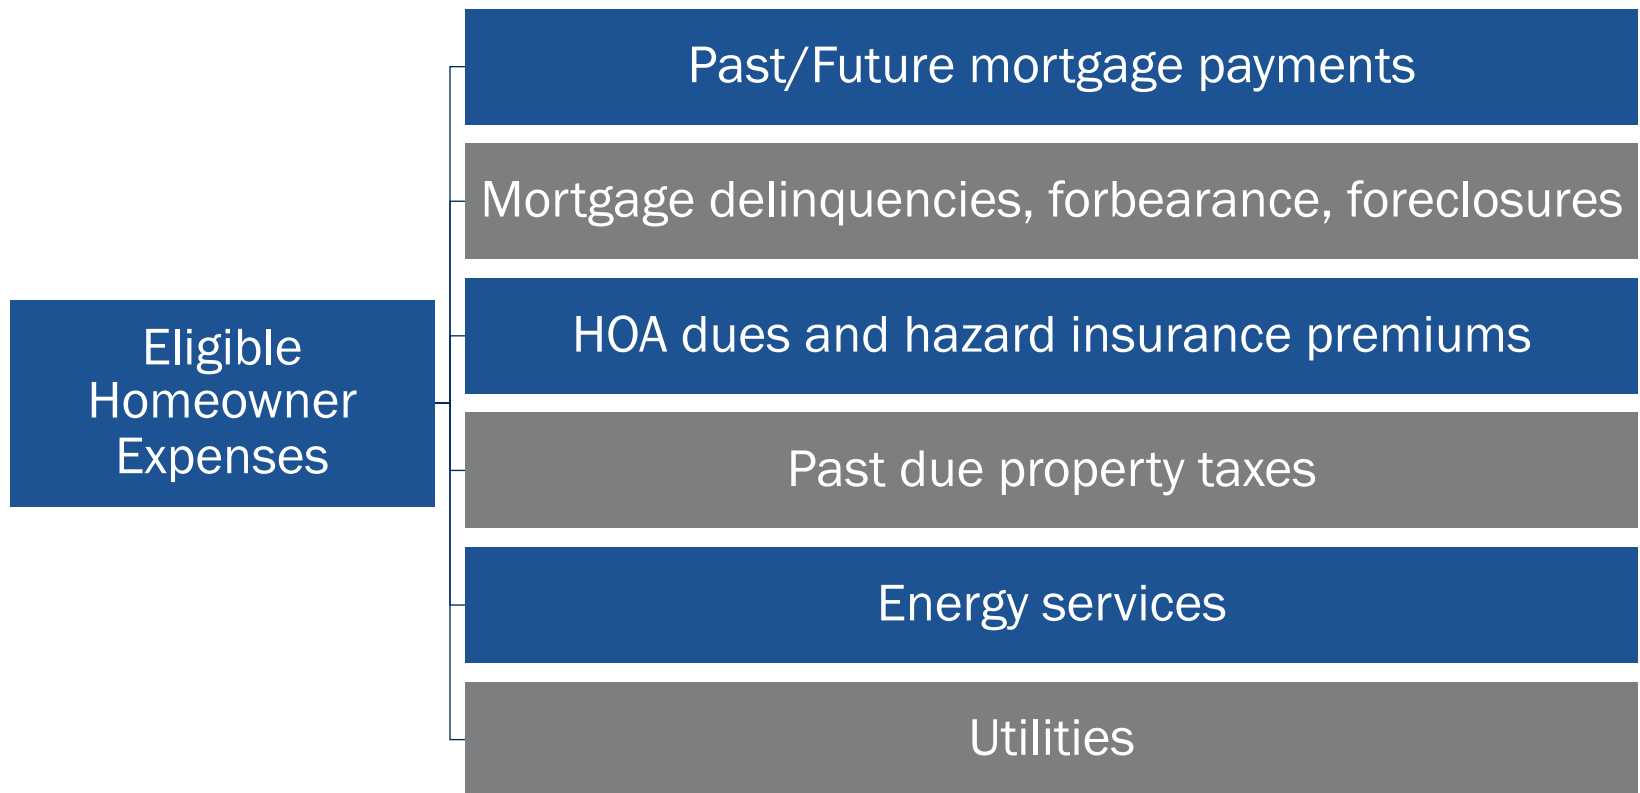 Past/Future mortgage payments
Mortgage delinquencies, forbearance, foreclosures
HOA dues and hazard insurance premiums
Eligible
Homeowner
Expenses
Past due property taxes
Energy services
Utilities